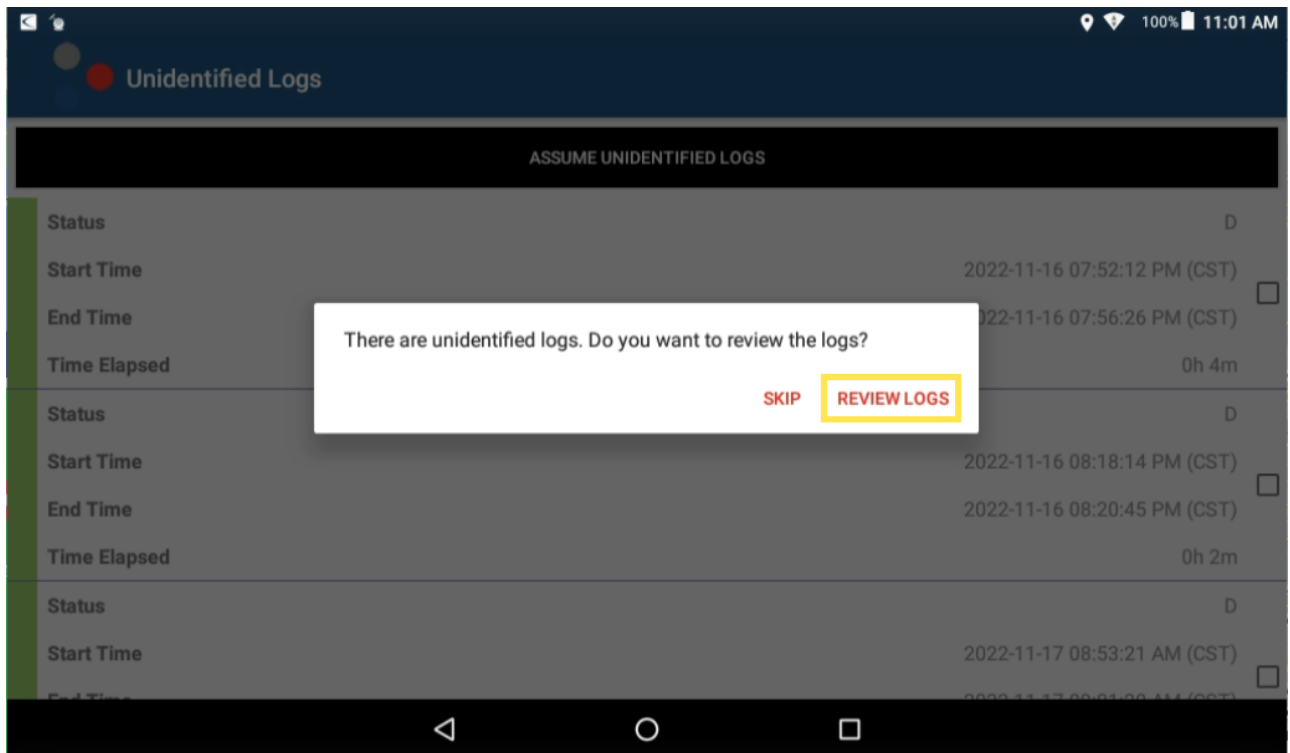 100% 11:01 AM
Unidentified Logs
ASSUME UNIDENTIFIED LOGS
Status D
Start Time 2022-11-16 07:52:12 PM (CST)
End Time 022-11-16 07:56:26 PM (CST)
Time Elapsed 0h 4m
There are unidentified logs. Do you want to review the logs?
SKIP REVIEW LOGS
Status D
Start Time 2022-11-16 08:18:14 PM (CST)
End Time 2022-11-16 08:20:45 PM (CST)
Time Elapsed 0h 2m
Status D
Start Time 2022-11-17 08:53:21 AM (CST)
End Time